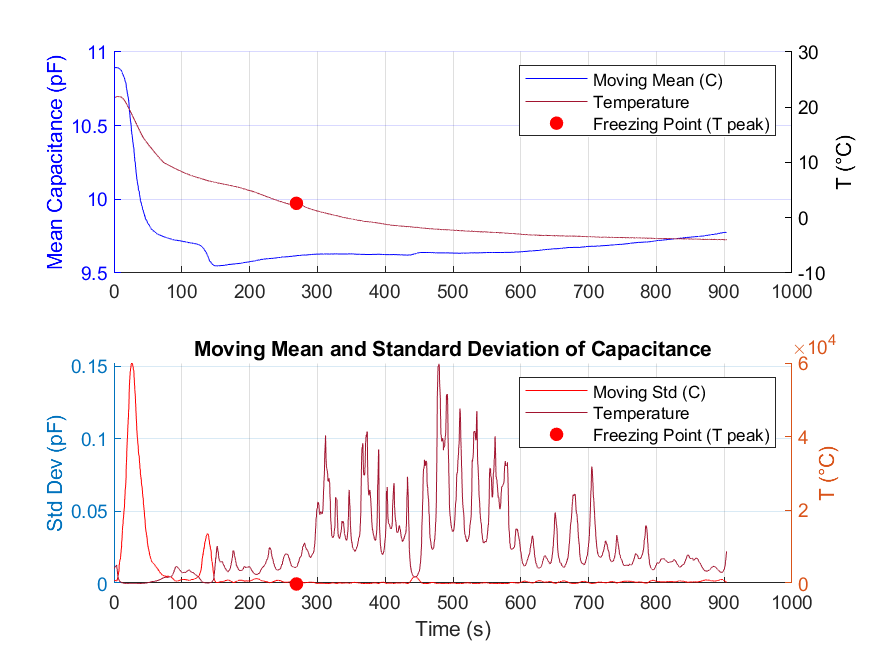 11
10.5
10
9.5
Mean Capacitance (pF)
30
20
10
0
-10
T (°C)
Moving Mean (C)
Temperature
Freezing Point (T peak)
0 100 200 300 400 500 600 700 800 900 1000
Moving Mean and Standard Deviation of Capacitance
0.15
0.1
0.05
0
Std Dev (pF)
×10⁴
6
4
2
0
T (°C)
Moving Std (C)
Temperature
Freezing Point (T peak)
0 100 200 300 400 500 600 700 800 900 1000
Time (s)